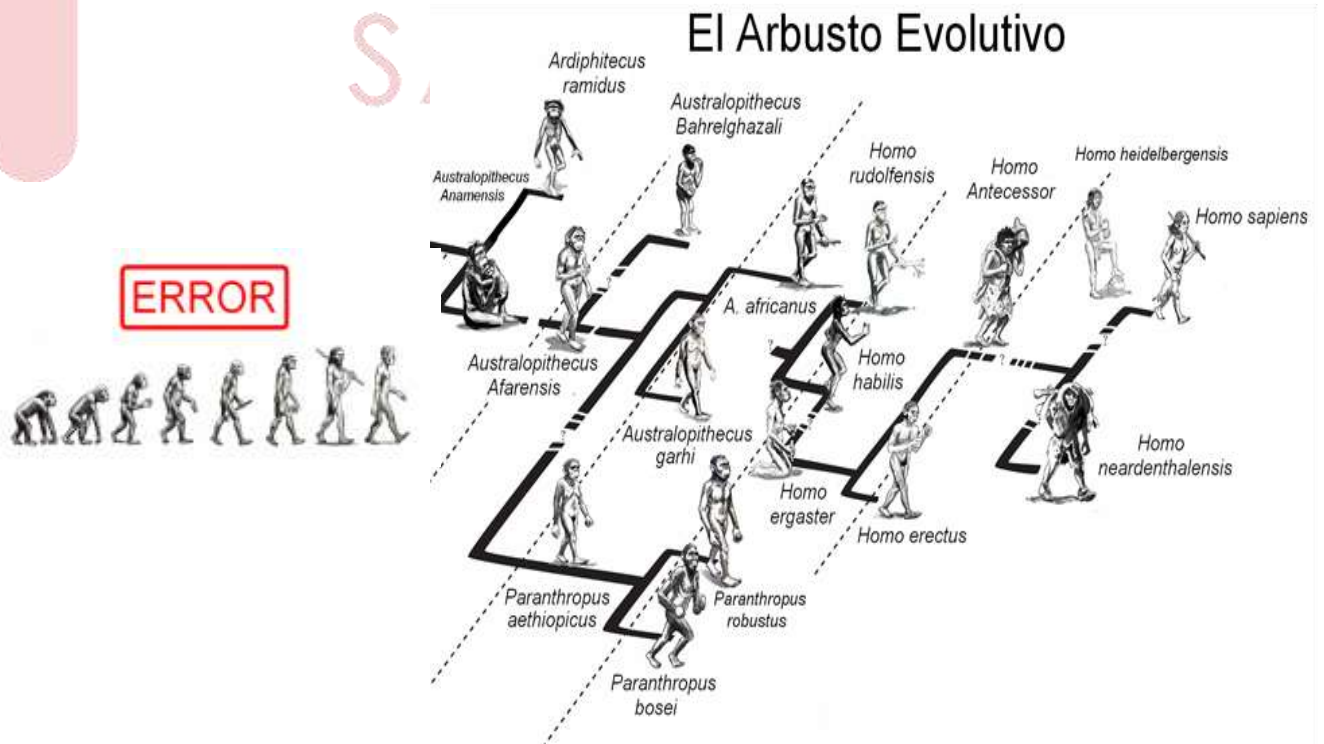 El Arbusto Evolutivo
ERROR
Ardiphitecus
ramidus
Australopithecus
Bahrelghazali
Australopithecus
Anamensis
Homo
rudolfensis
Homo
Antecessor
Homo heidelbergensis
Homo sapiens
A. africanus
Australopithecus
Afarensis
Homo
habilis
Australopithecus
garhi
Homo
ergaster
Homo erectus
Homo
neardenthalensis
Paranthropus
aethiopicus
Paranthropus
robustus
Paranthropus
bosei